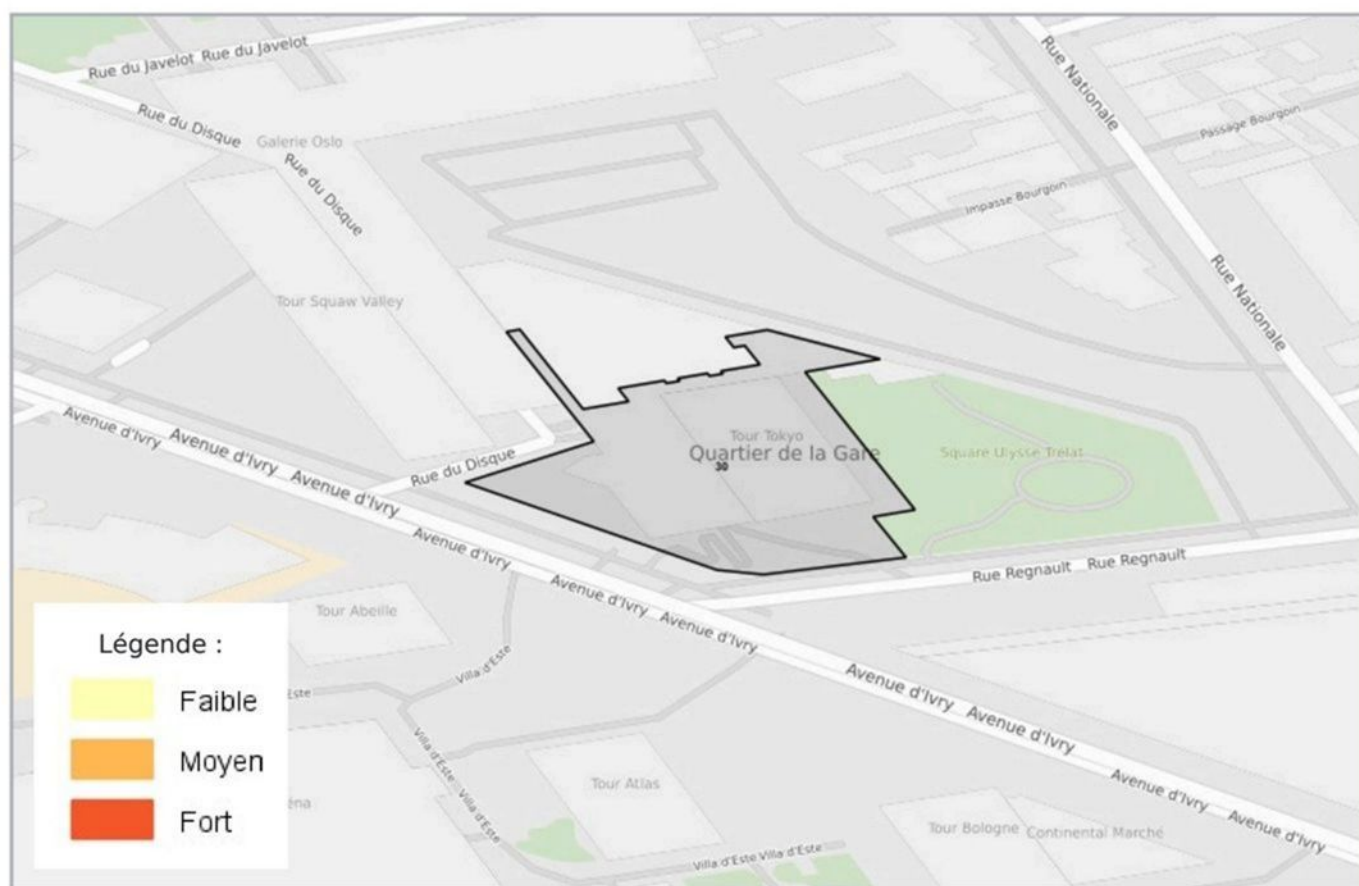 Rue du Javelot Rue du Javelot
Rue Nationale
Rue du Disque
Galerie Oslo
Passage Bourgoin
Rue du Disque
Impasse Bourgoin
Rue Nationale
Tour Squaw Valley
Avenue d'Ivry Avenue d'Ivry Avenue d'Ivry
Rue du Disque
Tour Tokyo
Quartier de la Gare
30
Square Ulysse Trélat
Avenue d'Ivry Avenue d'Ivry Avenue d'Ivry
Rue Regnault Rue Regnault
Tour Abeille
Villa d'Este
Este
Avenue d'Ivry Avenue d'Ivry Avenue d'Ivry Avenue d'Ivry
Légende :
Faible
Moyen
Fort
Villa d'Este
Villa d'Este
éna
Tour Atlas
Tour Bologne
Continental Marché
Villa d'Este Villa d'Este